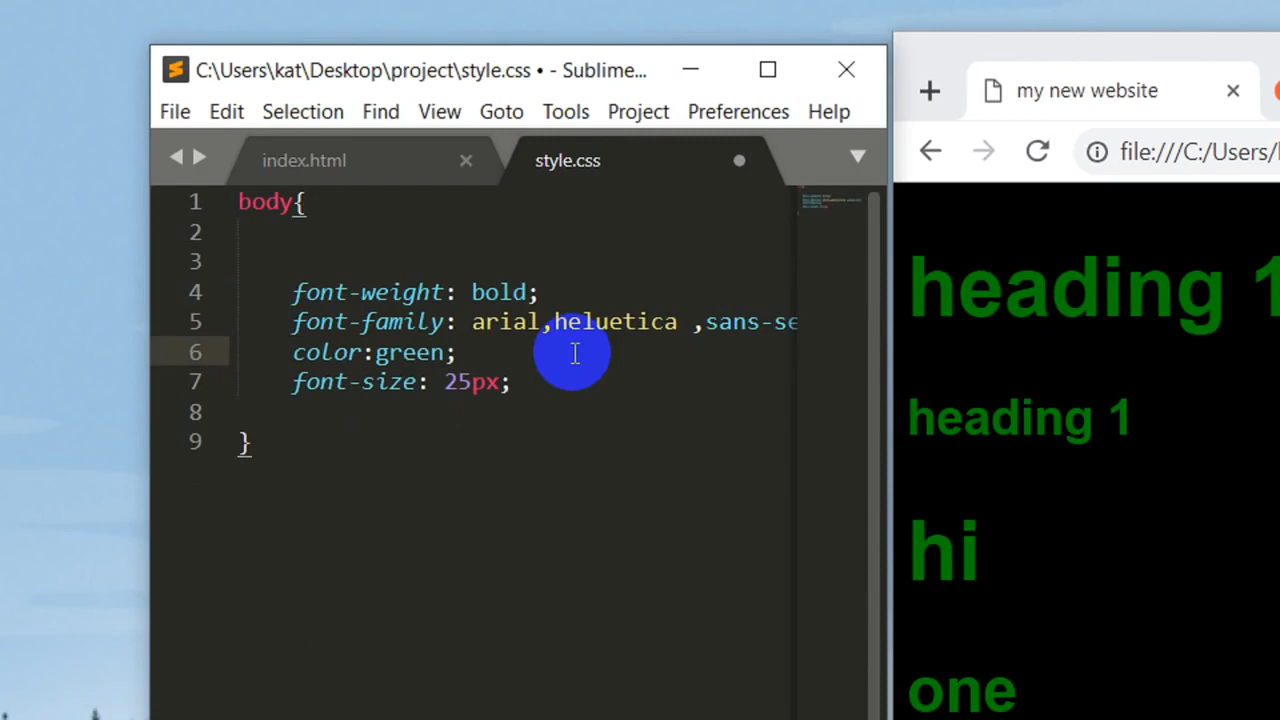 C:\Users\kat\Desktop\project\style.css • - Sublime...
File Edit Selection Find View Goto Tools Project Preferences Help
index.html
style.css
1 body{
2
3
4 font-weight: bold;
5 font-family: arial,heluetica ,sans-se
6 color:green;
7 font-size: 25px;
8
9 }
my new website
file:///C:/Users/
heading 1
heading 1
hi
one